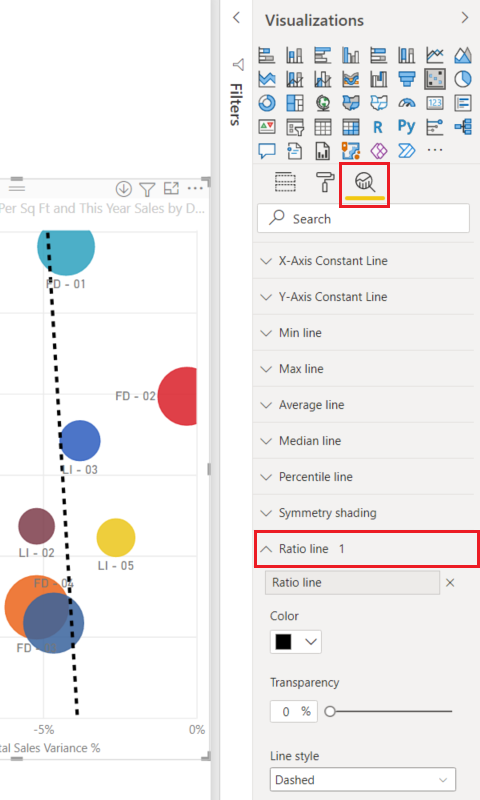 Visualizations
Filters
123
R
Py
Search
X-Axis Constant Line
Y-Axis Constant Line
Min line
Max line
Average line
Median line
Percentile line
Symmetry shading
Ratio line 1
Ratio line
Color
Transparency
0 %
Line style
Dashed
Per Sq Ft and This Year Sales by D...
FD - 01
FD - 02
LI - 03
LI - 02
LI - 05
FD - 04
FD -
-5%
0%
tal Sales Variance %